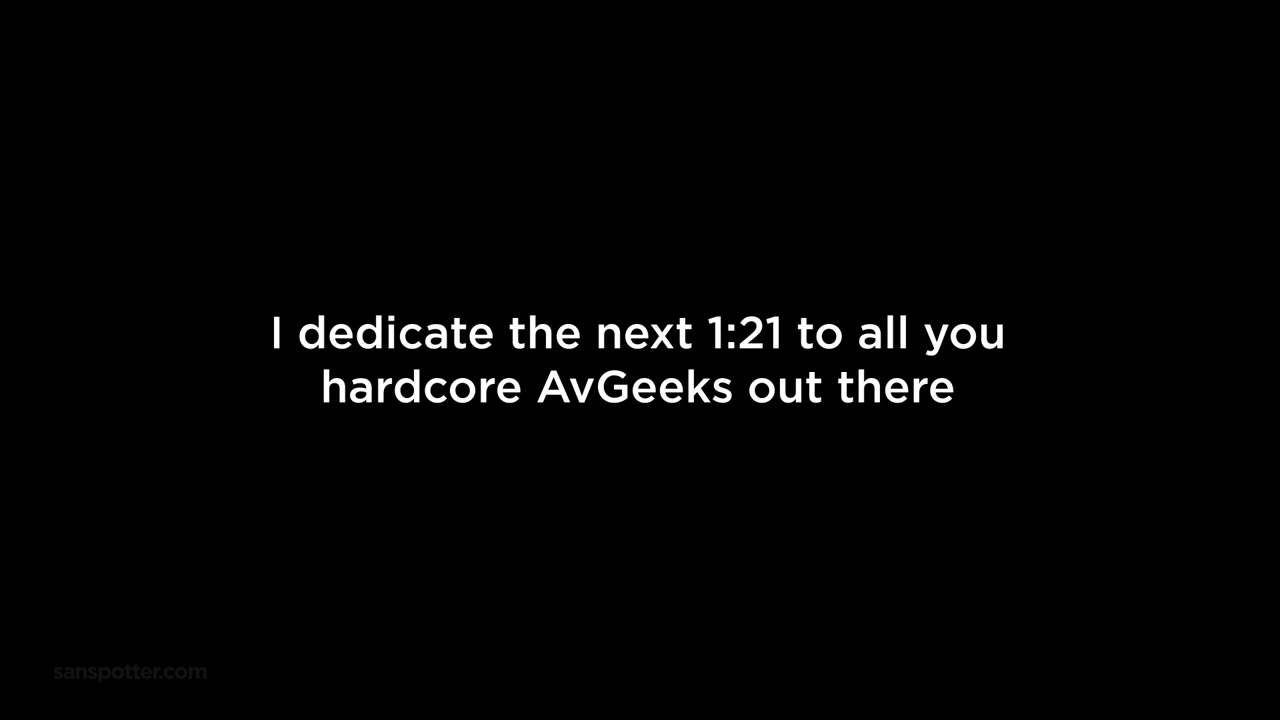 I dedicate the next 1:21 to all you
hardcore AvGeeks out there
sanspotter.com